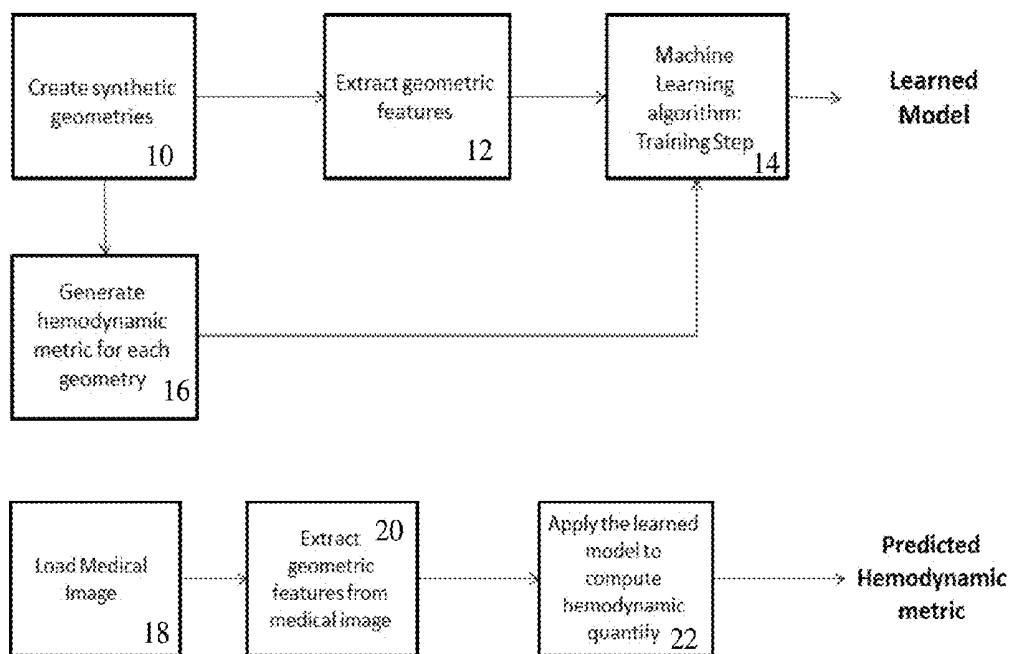 Create synthetic
geometries
10
Extract geometric
features
12
Machine
Learning
algorithm:
Training Step
14
Learned
Model
Generate
hemodynamic
metric for each
geometry
16
Load Medical
Image
18
20
Extract
geometric
features from
medical image
Apply the learned
model to
compute
hemodynamic
quantify
22
Predicted
Hemodynamic
metric